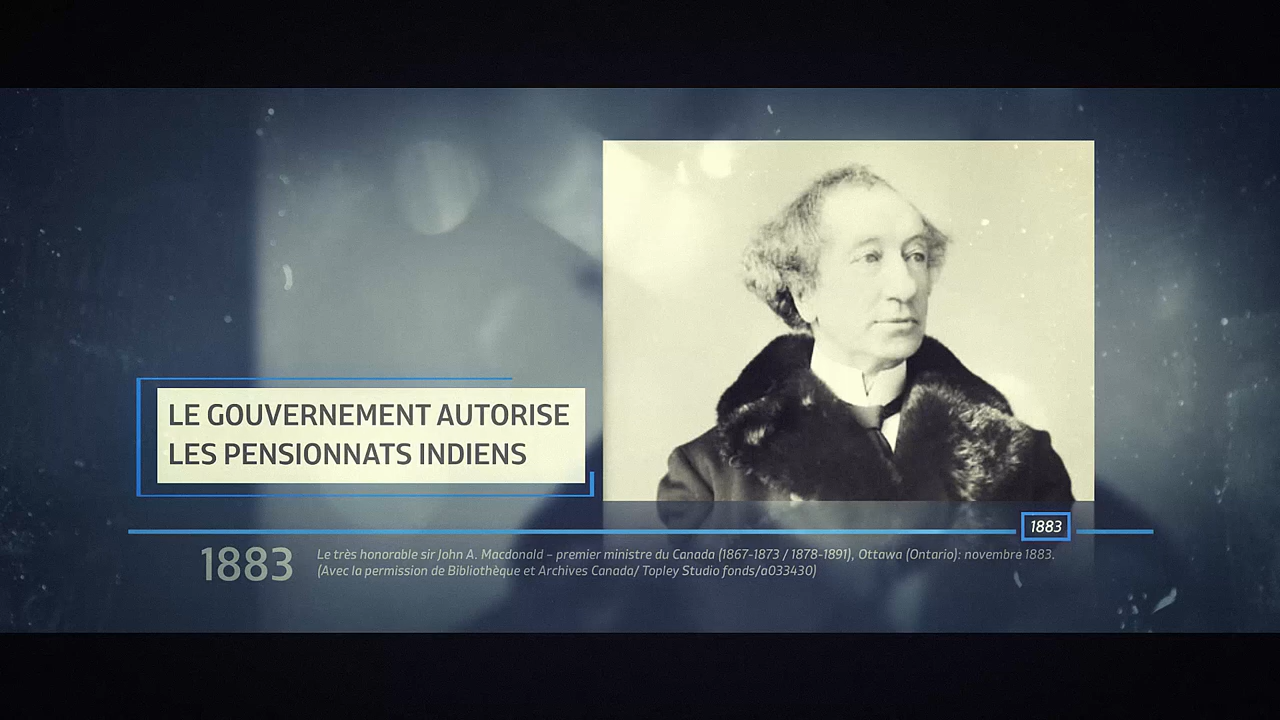 LE GOUVERNEMENT AUTORISE
LES PENSIONNATS INDIENS
1883
1883
Le très honorable sir John A. Macdonald – premier ministre du Canada (1867-1873 / 1878-1891), Ottawa (Ontario): novembre 1883.
(Avec la permission de Bibliothèque et Archives Canada/ Topley Studio fonds/a033430)